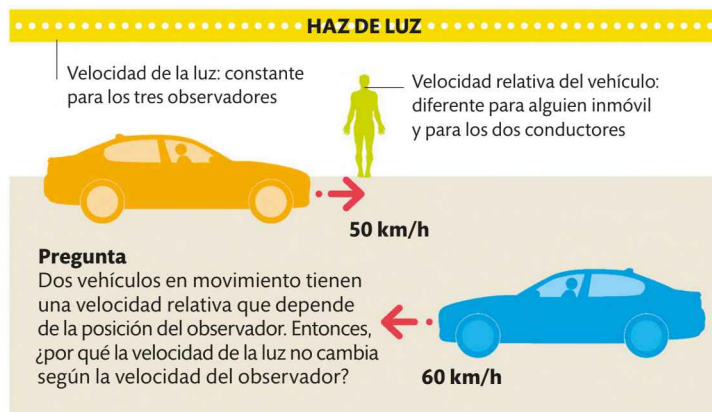 HAZ DE LUZ
Velocidad de la luz: constante
para los tres observadores
Velocidad relativa del vehículo:
diferente para alguien inmóvil
y para los dos conductores
50 km/h
Pregunta
Dos vehículos en movimiento tienen
una velocidad relativa que depende
de la posición del observador. Entonces,
¿por qué la velocidad de la luz no cambia
según la velocidad del observador?
60 km/h